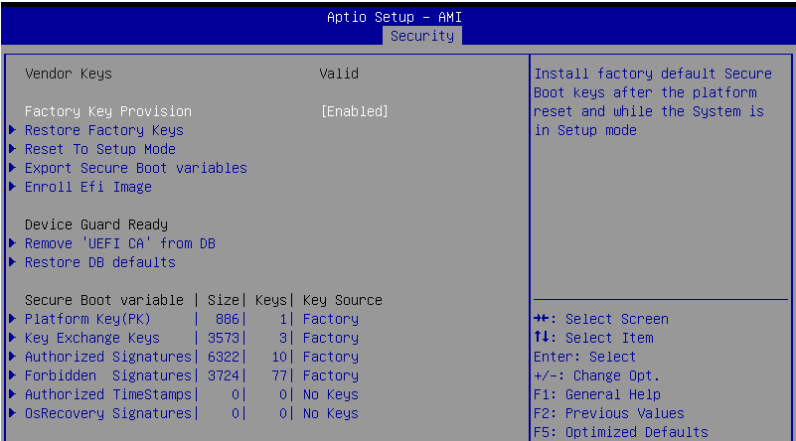 Aptio Setup – AMI
Security
Vendor Keys Valid
Factory Key Provision [Enabled]
Restore Factory Keys
Reset To Setup Mode
Export Secure Boot variables
Enroll Efi Image
Device Guard Ready
Remove 'UEFI CA' from DB
Restore DB defaults
Secure Boot variable | Size| Keys| Key Source
Platform Key(PK) | 886| 1| Factory
Key Exchange Keys | 3573| 3| Factory
Authorized Signatures| 6322| 10| Factory
Forbidden Signatures| 3724| 77| Factory
Authorized TimeStamps| 0| 0| No Keys
OsRecovery Signatures| 0| 0| No Keys
Install factory default Secure
Boot keys after the platform
reset and while the System is
in Setup mode
→←: Select Screen
↑↓: Select Item
Enter: Select
+/-: Change Opt.
F1: General Help
F2: Previous Values
F5: Optimized Defaults